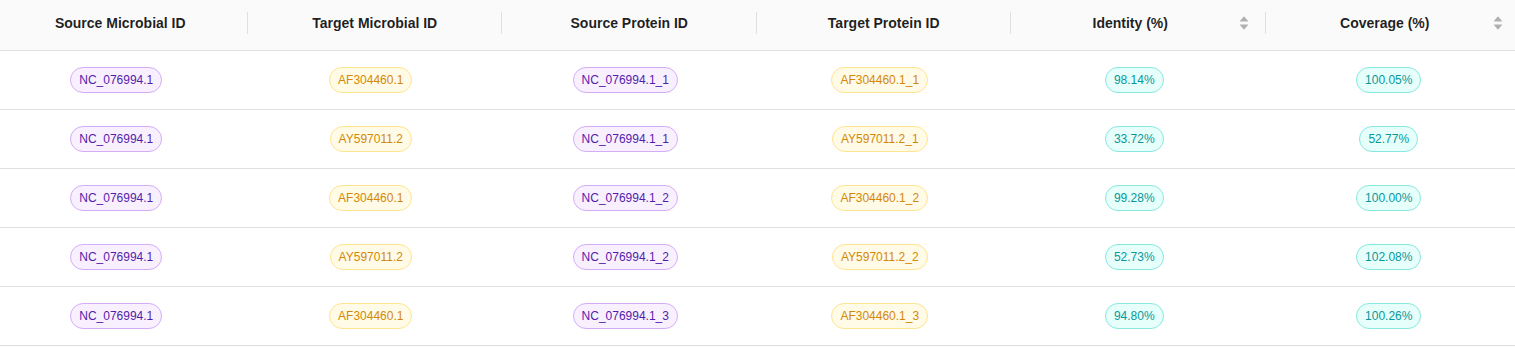 Source Microbial ID Target Microbial ID Source Protein ID Target Protein ID Identity (%) Coverage (%)
NC_076994.1 AF304460.1 NC_076994.1_1 AF304460.1_1 98.14% 100.05%
NC_076994.1 AY597011.2 NC_076994.1_1 AY597011.2_1 33.72% 52.77%
NC_076994.1 AF304460.1 NC_076994.1_2 AF304460.1_2 99.28% 100.00%
NC_076994.1 AY597011.2 NC_076994.1_2 AY597011.2_2 52.73% 102.08%
NC_076994.1 AF304460.1 NC_076994.1_3 AF304460.1_3 94.80% 100.26%